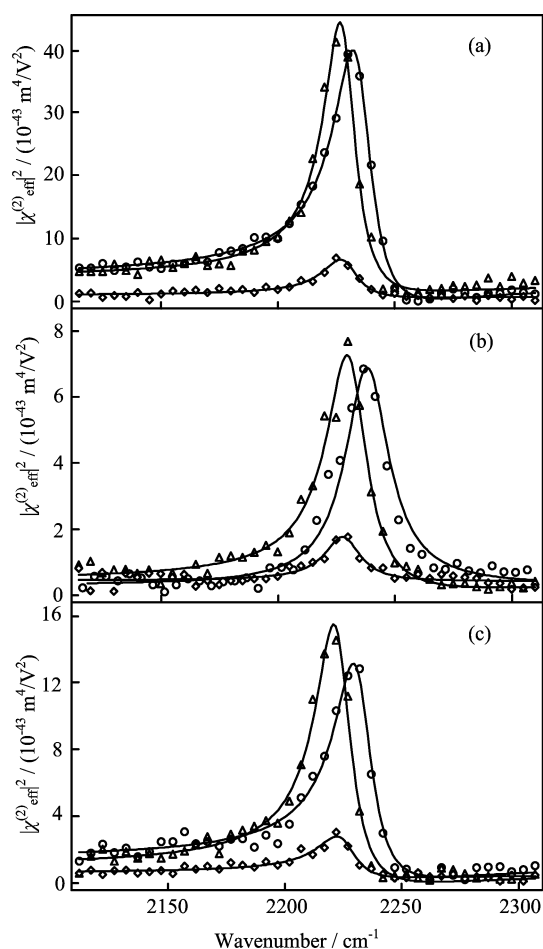 (a)
40
30
20
10
0
|χ⁽²⁾eff|² / (10⁻⁴³ m⁴/V²)
(b)
8
6
4
2
0
|χ⁽²⁾eff|² / (10⁻⁴³ m⁴/V²)
(c)
16
12
8
4
0
|χ⁽²⁾eff|² / (10⁻⁴³ m⁴/V²)
2150 2200 2250 2300
Wavenumber / cm⁻¹